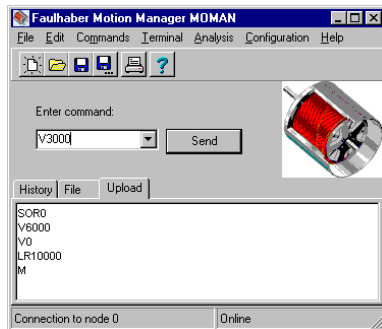 Faulhaber Motion Manager MOMAN
File Edit Commands Terminal Analysis Configuration Help
Enter command:
V3000
Send
History File Upload
SOR0
V6000
V0
LR10000
M
Connection to node 0 Online